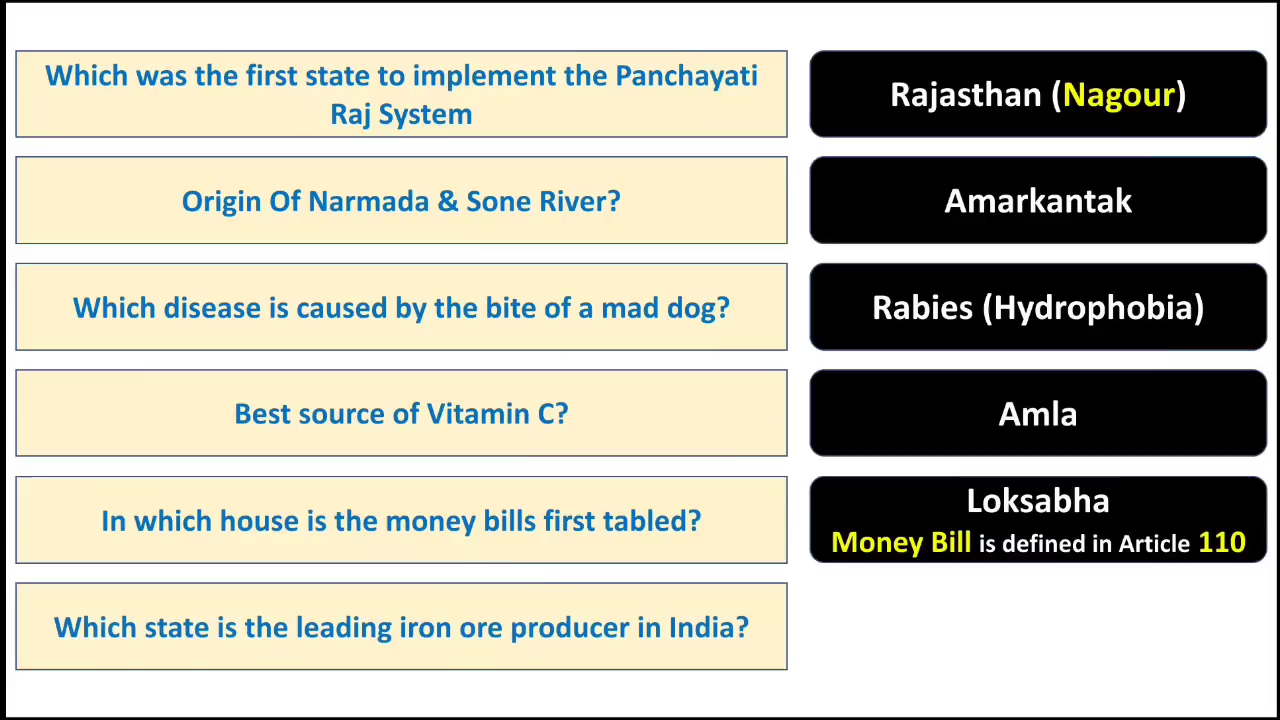 Which was the first state to implement the Panchayati
Raj System
Rajasthan (Nagour)
Origin Of Narmada & Sone River?
Amarkantak
Which disease is caused by the bite of a mad dog?
Rabies (Hydrophobia)
Best source of Vitamin C?
Amla
In which house is the money bills first tabled?
Loksabha
Money Bill is defined in Article 110
Which state is the leading iron ore producer in India?